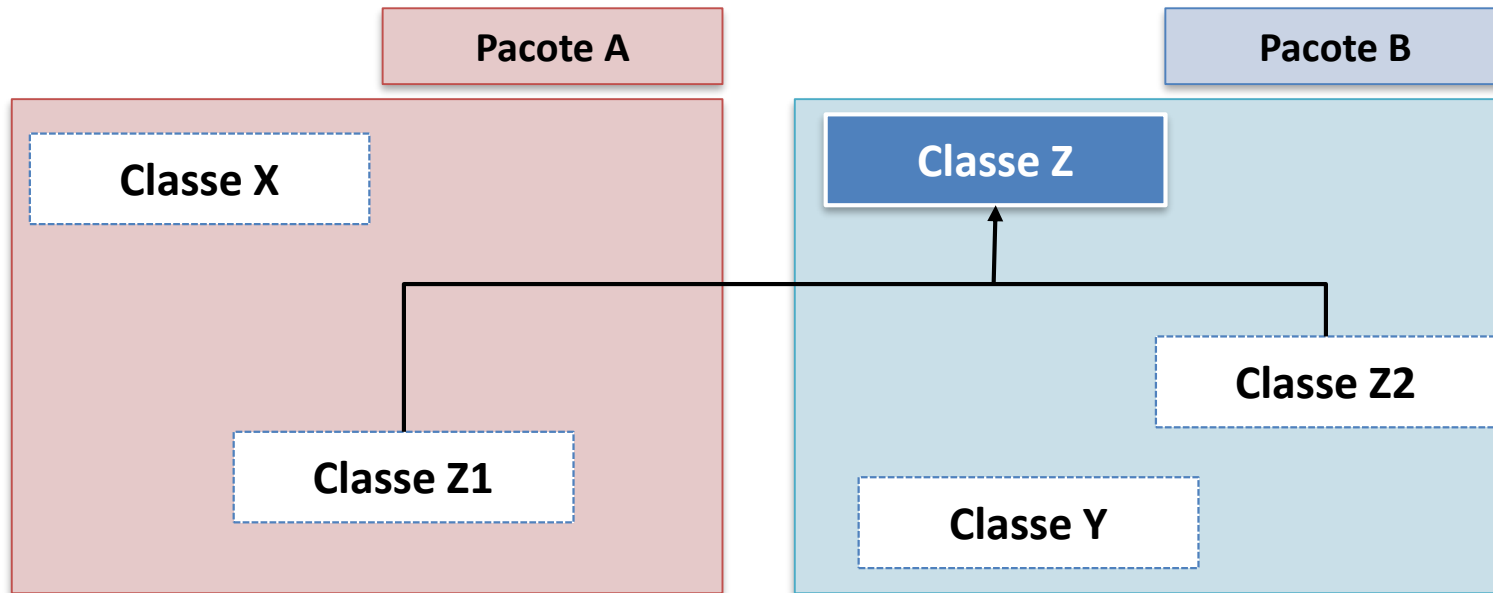 Pacote A
Pacote B
Classe X
Classe Z
Classe Z2
Classe Z1
Classe Y